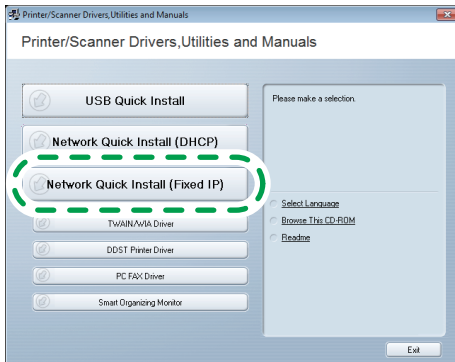 Printer/Scanner Drivers,Utilities and Manuals
Printer/Scanner Drivers,Utilities and Manuals
USB Quick Install
Network Quick Install (DHCP)
Network Quick Install (Fixed IP)
TWAIN/WIA Driver
DDST Printer Driver
PC FAX Driver
Smart Organizing Monitor
Please make a selection.
Select Language
Browse This CD-ROM
Readme
Exit